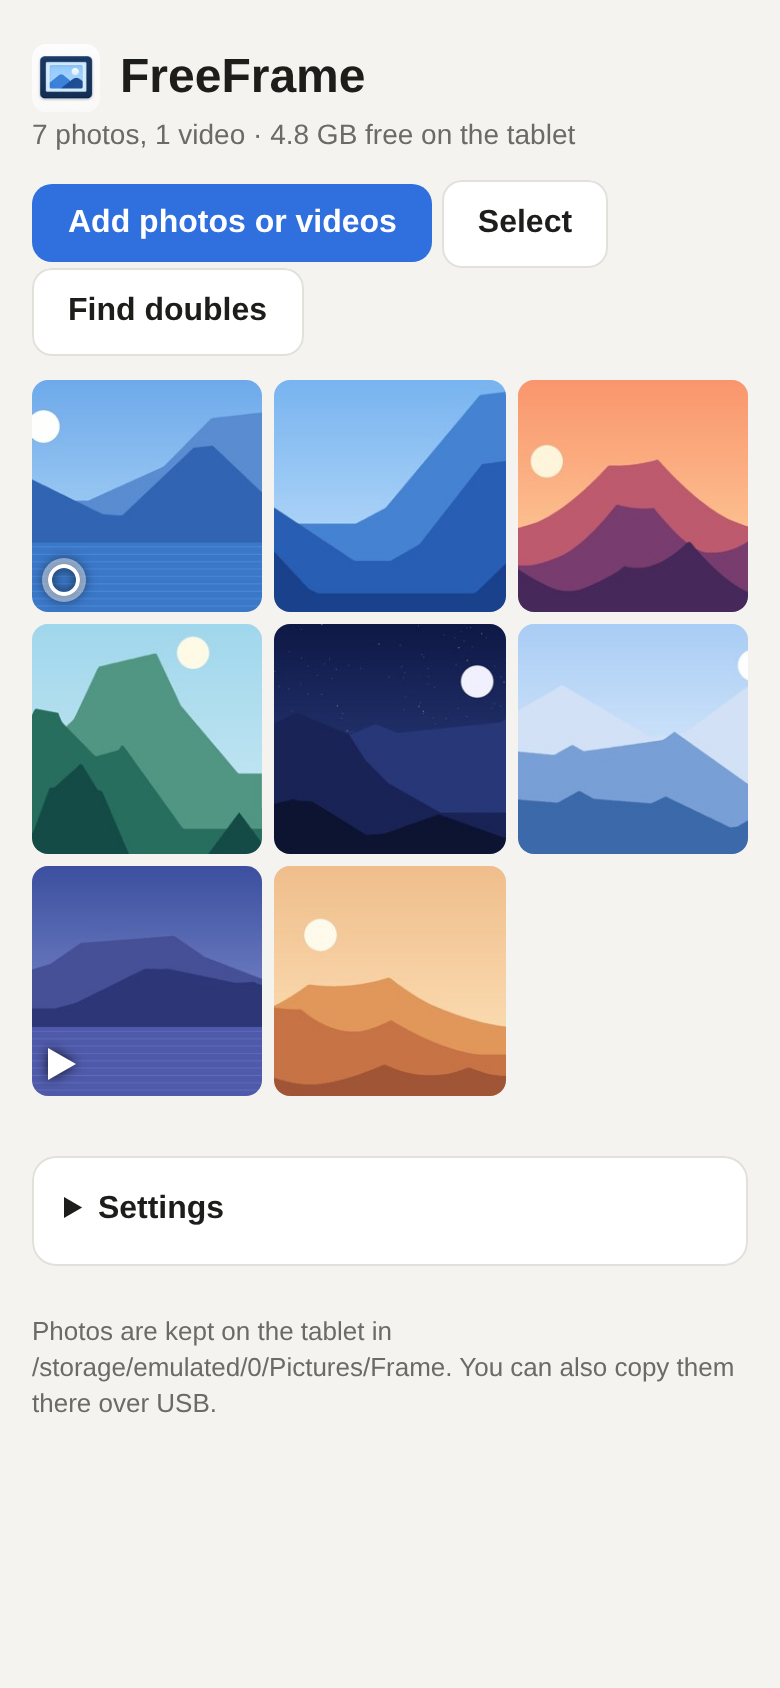 FreeFrame
7 photos, 1 video · 4.8 GB free on the tablet
Add photos or videos
Select
Find doubles
Settings
Photos are kept on the tablet in
/storage/emulated/0/Pictures/Frame. You can also copy them
there over USB.